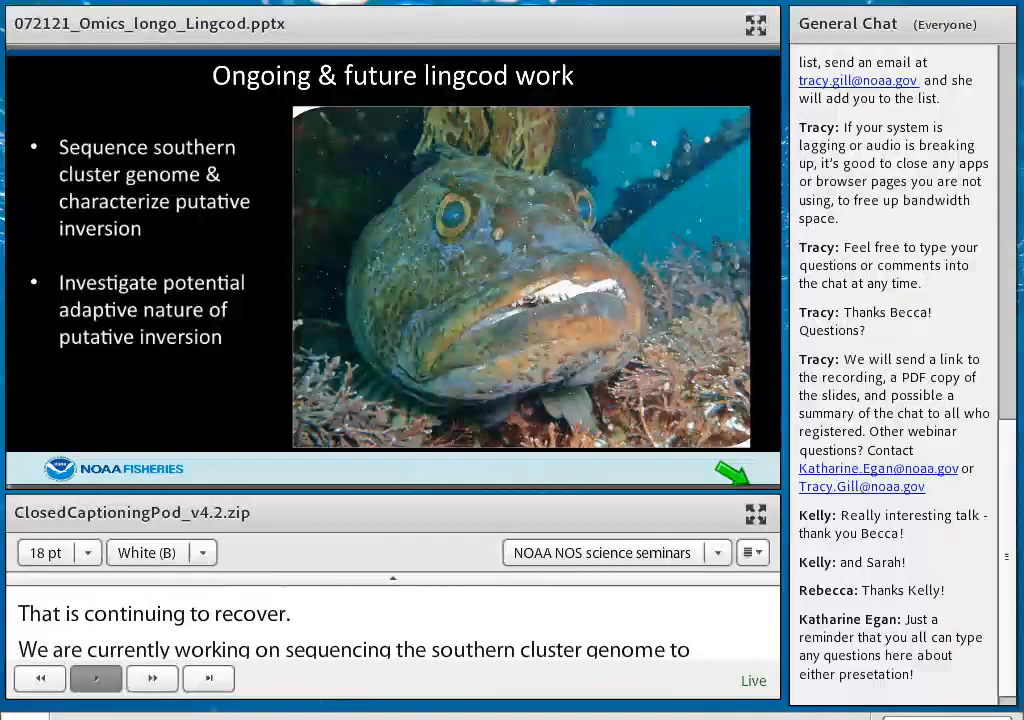 072121_Omics_longo_Lingcod.pptx
Ongoing & future lingcod work
• Sequence southern
cluster genome &
characterize putative
inversion
• Investigate potential
adaptive nature of
putative inversion
NOAA FISHERIES
ClosedCaptioningPod_v4.2.zip
18 pt
White (B)
NOAA NOS science seminars
That is continuing to recover.
We are currently working on sequencing the southern cluster genome to
Live
General Chat (Everyone)
list, send an email at
tracy.gill@noaa.gov and she
will add you to the list.
Tracy: If your system is
lagging or audio is breaking
up, it's good to close any apps
or browser pages you are not
using, to free up bandwidth
space.
Tracy: Feel free to type your
questions or comments into
the chat at any time.
Tracy: Thanks Becca!
Questions?
Tracy: We will send a link to
the recording, a PDF copy of
the slides, and possible a
summary of the chat to all who
registered. Other webinar
questions? Contact
Katharine.Egan@noaa.gov or
Tracy.Gill@noaa.gov
Kelly: Really interesting talk -
thank you Becca!
Kelly: and Sarah!
Rebecca: Thanks Kelly!
Katharine Egan: Just a
reminder that you all can type
any questions here about
either presetation!